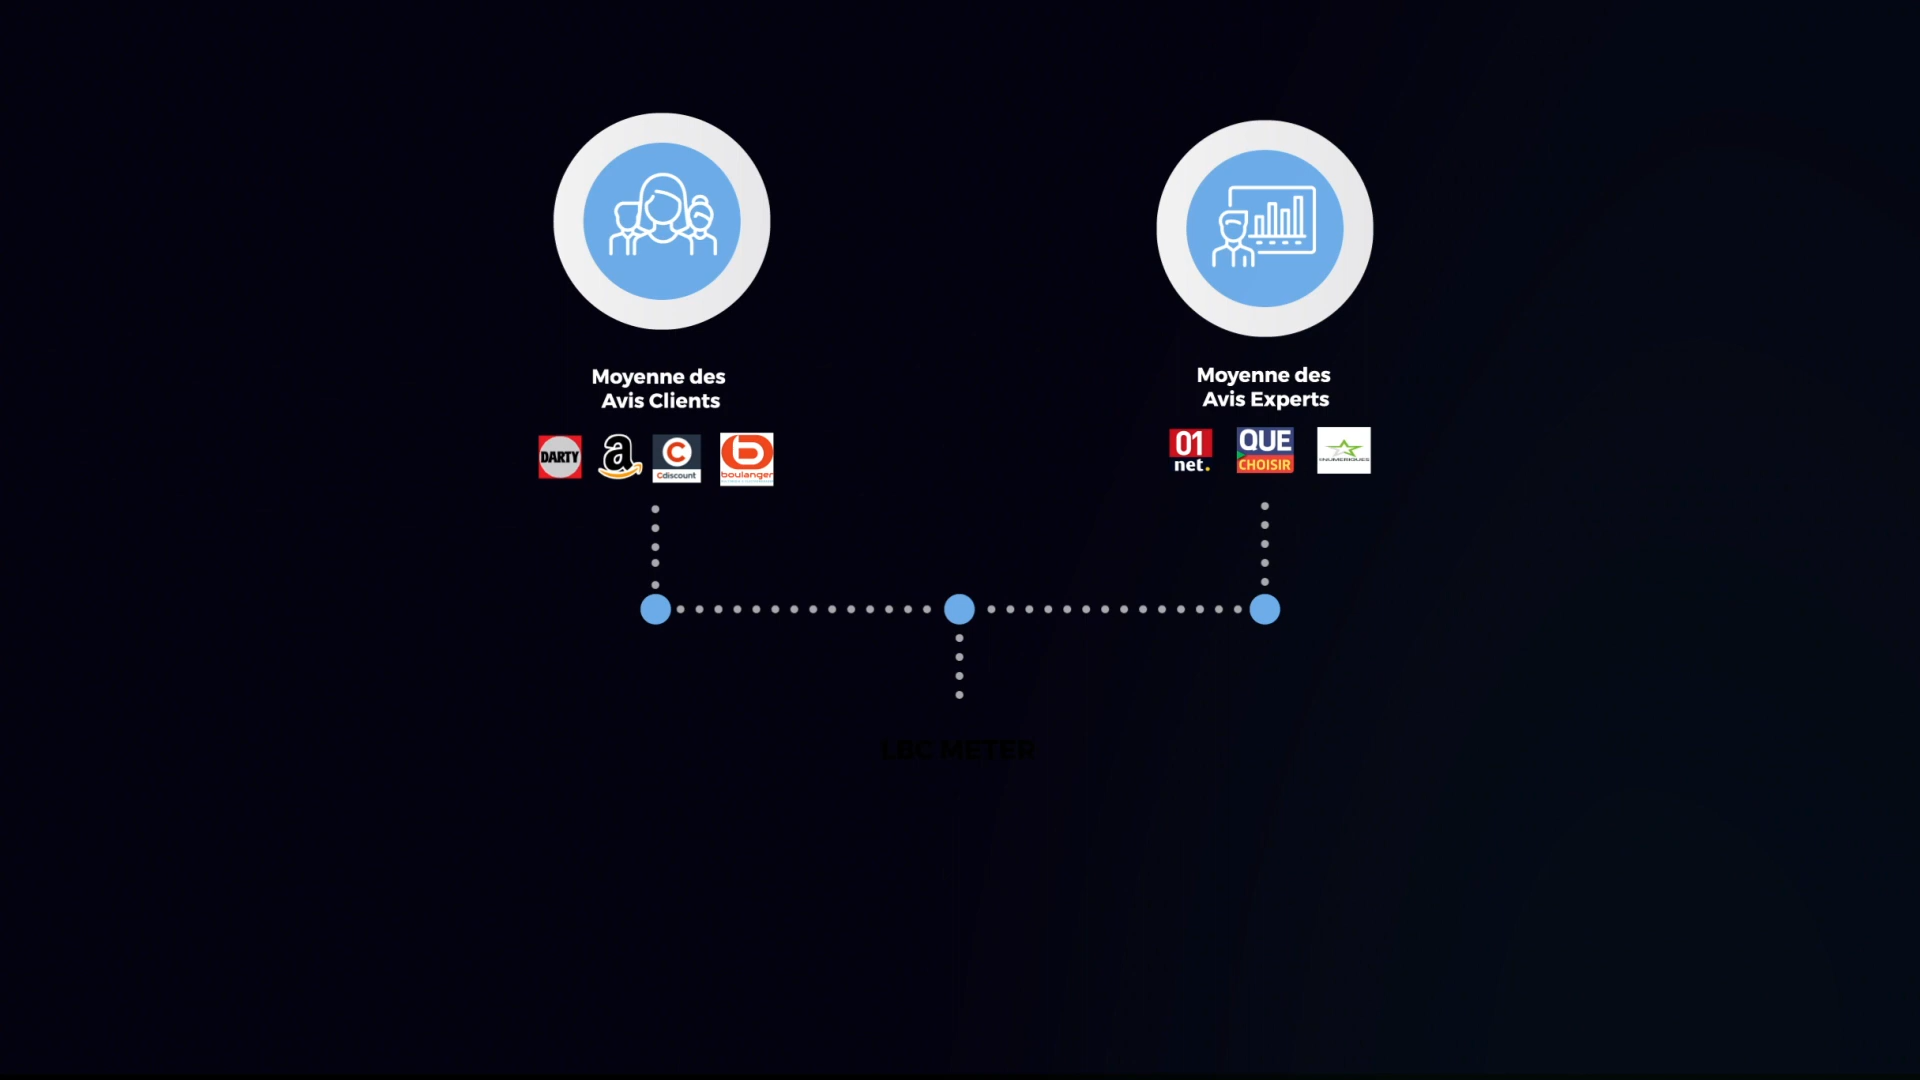 Moyenne des
Avis Clients
DARTY
a
Cdiscount
boulanger
Moyenne des
Avis Experts
01
net.
QUE
CHOISIR
LBC METER